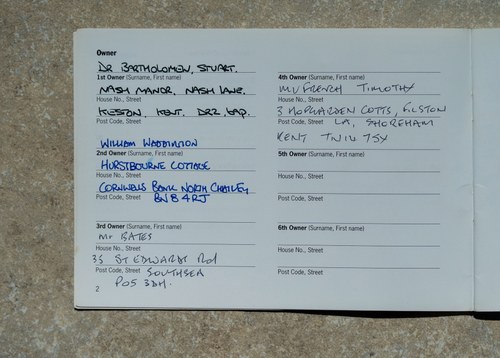 Owner
DR BARTHOLOMEW, STUART.
1st Owner (Surname, First name)
NASH MANOR, NASH LANE,
House No., Street
KESTON KENT.
Post Code, Street
WILLIAM WADDINGTON
2nd Owner (Surname, First name)
HURSTBOURNE COTTAGE
House No., Street
CORNWELLS BANK NORTH CHAILEY
Post Code, Street BN8 4RJ
3rd Owner (Surname, First name)
Mr BATES
House No., Street
35 ST EDWARDS Rd
Post Code, Street SOUTHSEA
PO5 3DH.
2
4th Owner (Surname, First name)
MR FRENCH TIMOTHY
House No., Street
3 HOPGARDEN COTTS, FILSTON
Post Code, Street LA, SHOREHAM
KENT TN14 7SX
5th Owner (Surname, First name)
House No., Street
Post Code, Street
6th Owner (Surname, First name)
House No., Street
Post Code, Street